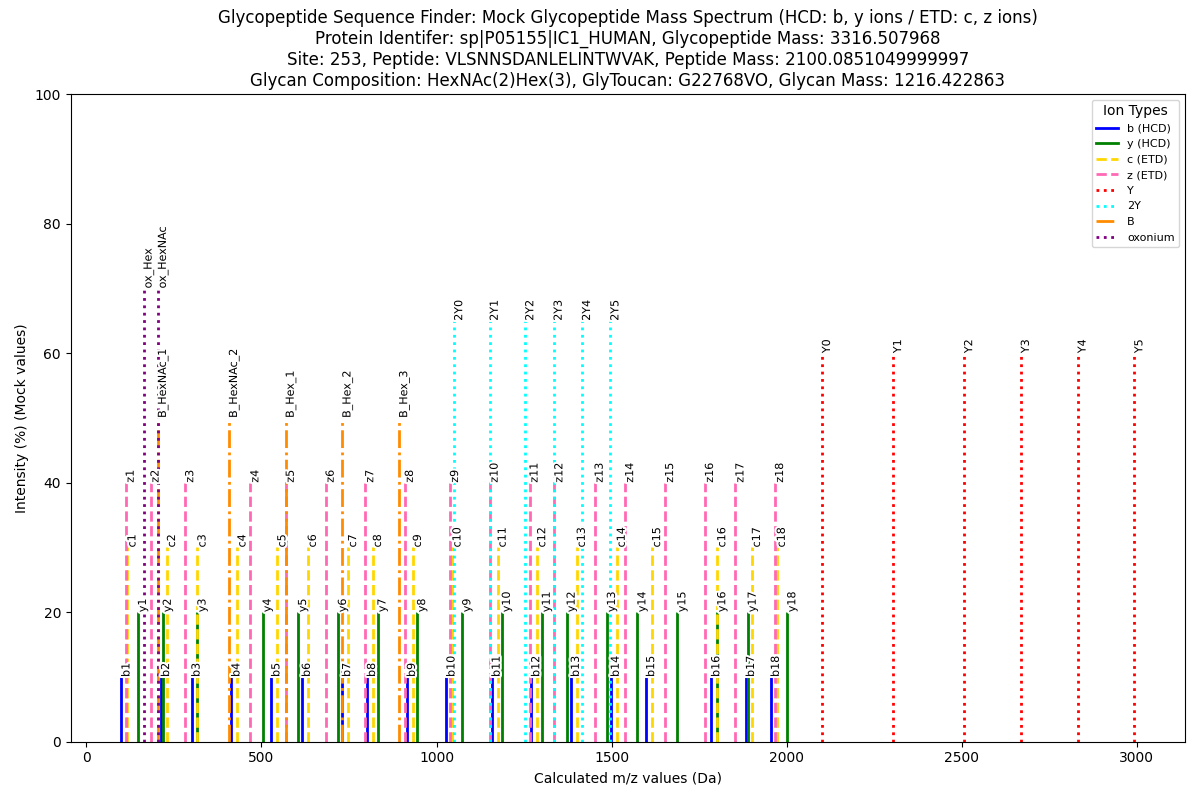 Glycopeptide Sequence Finder: Mock Glycopeptide Mass Spectrum (HCD: b, y ions / ETD: c, z ions)
Protein Identifer: sp|P05155|IC1_HUMAN, Glycopeptide Mass: 3316.507968
Site: 253, Peptide: VLSNNSDANLELINTWVAK, Peptide Mass: 2100.0851049999997
Glycan Composition: HexNAc(2)Hex(3), GlyToucan: G22768VO, Glycan Mass: 1216.422863
Intensity (%) (Mock values)
100
80
60
40
20
0
Ion Types
b (HCD)
y (HCD)
c (ETD)
z (ETD)
Y
2Y
B
oxonium
ox_Hex
ox_HexNAc
2Y0
2Y1
2Y2
2Y3
2Y4
2Y5
Y0
Y1
Y2
Y3
Y4
Y5
B_HexNAc_1
B_HexNAc_2
B_Hex_1
B_Hex_2
B_Hex_3
z1
z2
z3
z4
z5
z6
z7
z8
z9
z10
z11
z12
z13
z14
z15
z16
z17
z18
c1
c2
c3
c4
c5
c6
c7
c8
c9
c10
c11
c12
c13
c14
c15
c16
c17
c18
y1
y2
y3
y4
y5
y6
y7
y8
y9
y10
y11
y12
y13
y14
y15
y16
y17
y18
b1
b2
b3
b4
b5
b6
b7
b8
b9
b10
b11
b12
b13
b14
b15
b16
b17
b18
0
500
1000
1500
2000
2500
3000
Calculated m/z values (Da)